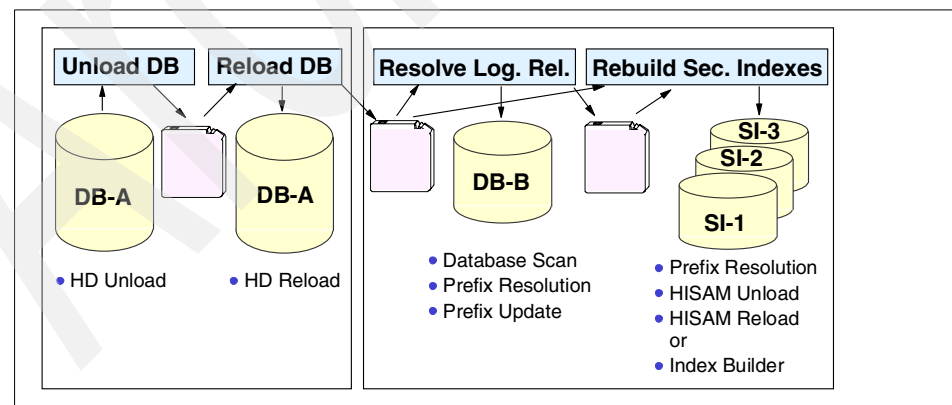 Unload DB
Reload DB
Resolve Log. Rel.
Rebuild Sec. Indexes
DB-A
DB-A
DB-B
SI-3
SI-2
SI-1
• HD Unload
• HD Reload
• Database Scan
• Prefix Resolution
• Prefix Update
• Prefix Resolution
• HISAM Unload
• HISAM Reload
or
• Index Builder